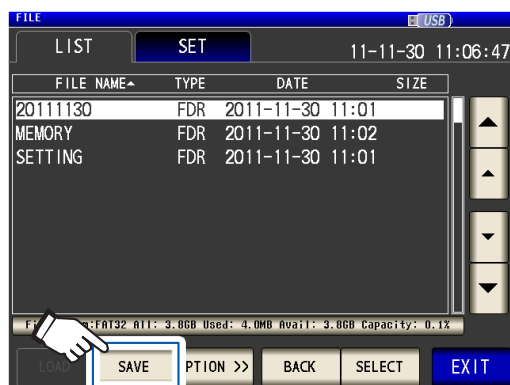 FILE USB
LIST SET 11-11-30 11:06:47
FILE NAME TYPE DATE SIZE
20111130 FDR 2011-11-30 11:01
MEMORY FDR 2011-11-30 11:02
SETTING FDR 2011-11-30 11:01
FAT32 All: 3.8GB Used: 4.0MB Avail: 3.8GB Capacity: 0.1%
LOAD SAVE PTION >> BACK SELECT EXIT